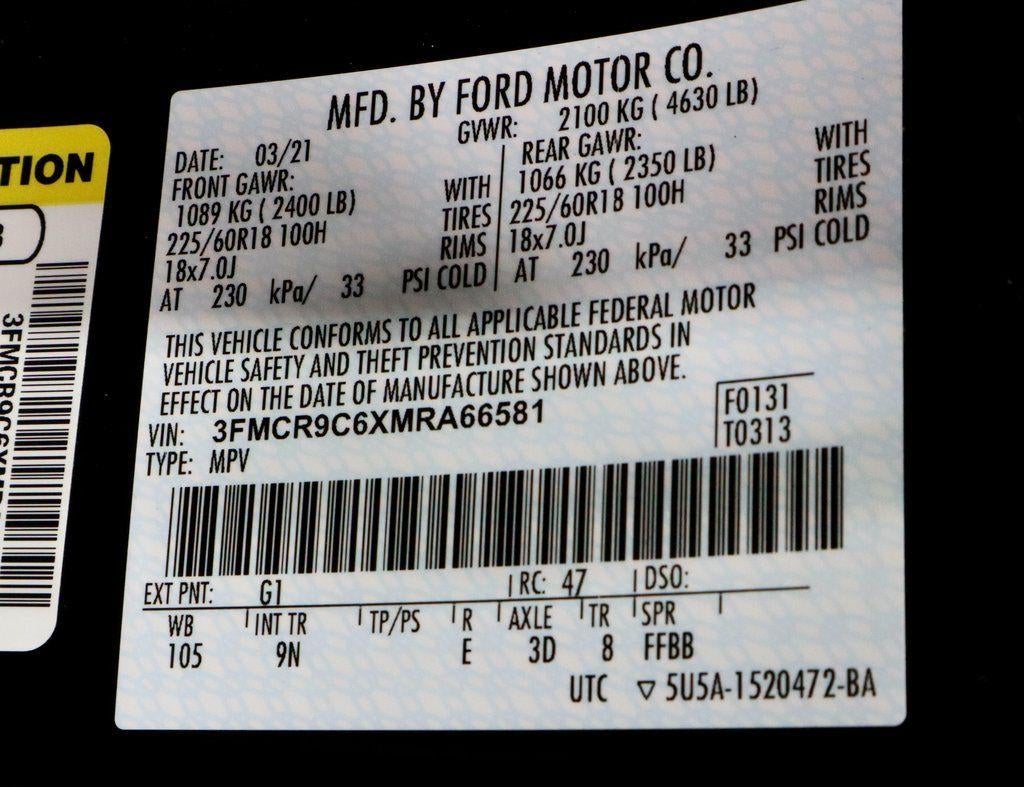 MFD. BY FORD MOTOR CO.
DATE: 03/21 GVWR: 2100 KG ( 4630 LB)
FRONT GAWR: REAR GAWR:
1089 KG ( 2400 LB) WITH 1066 KG ( 2350 LB) WITH
225/60R18 100H TIRES 225/60R18 100H TIRES
18x7.0J RIMS 18x7.0J RIMS
AT 230 kPa/ 33 PSI COLD AT 230 kPa/ 33 PSI COLD
THIS VEHICLE CONFORMS TO ALL APPLICABLE FEDERAL MOTOR
VEHICLE SAFETY AND THEFT PREVENTION STANDARDS IN
EFFECT ON THE DATE OF MANUFACTURE SHOWN ABOVE.
VIN: 3FMCR9C6XMRA66581 F0131
TYPE: MPV T0313
EXT PNT: G1 RC: 47 DSO:
WB INT TR TP/PS R AXLE TR SPR
105 9N E 3D 8 FFBB
UTC ▽ 5U5A-1520472-BA
TION